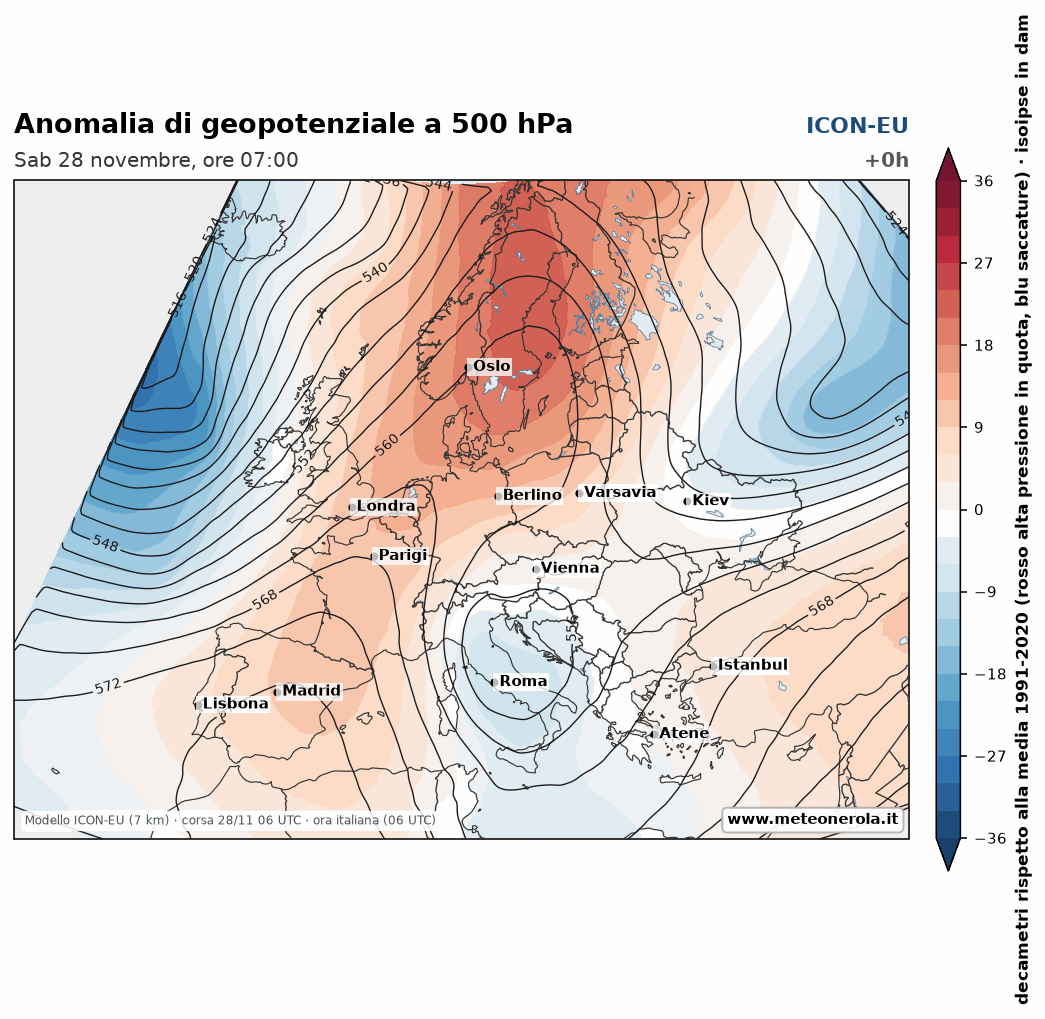 Anomalia di geopotenziale a 500 hPa
ICON-EU
Sab 28 novembre, ore 07:00
+0h
544
524
520
516
540
524
560
552
548
568
572
556
568
Oslo
Londra
Berlino
Varsavia
Kiev
Parigi
Vienna
Roma
Madrid
Lisbona
Istanbul
Atene
Modello ICON-EU (7 km) · corsa 28/11 06 UTC · ora italiana (06 UTC)
www.meteonerola.it
36
27
18
9
0
−9
−18
−27
−36
decametri rispetto alla media 1991-2020 (rosso alta pressione in quota, blu saccature) · isoipse in dam